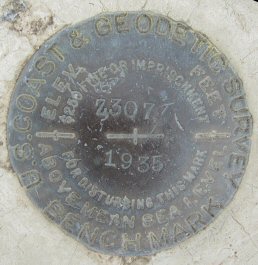 U.S. COAST & GEODETIC SURVEY
BENCH MARK
ELEV. FEET
ABOVE MEAN SEA LEVEL
$250 FINE OR IMPRISONMENT
FOR DISTURBING THIS MARK
1935